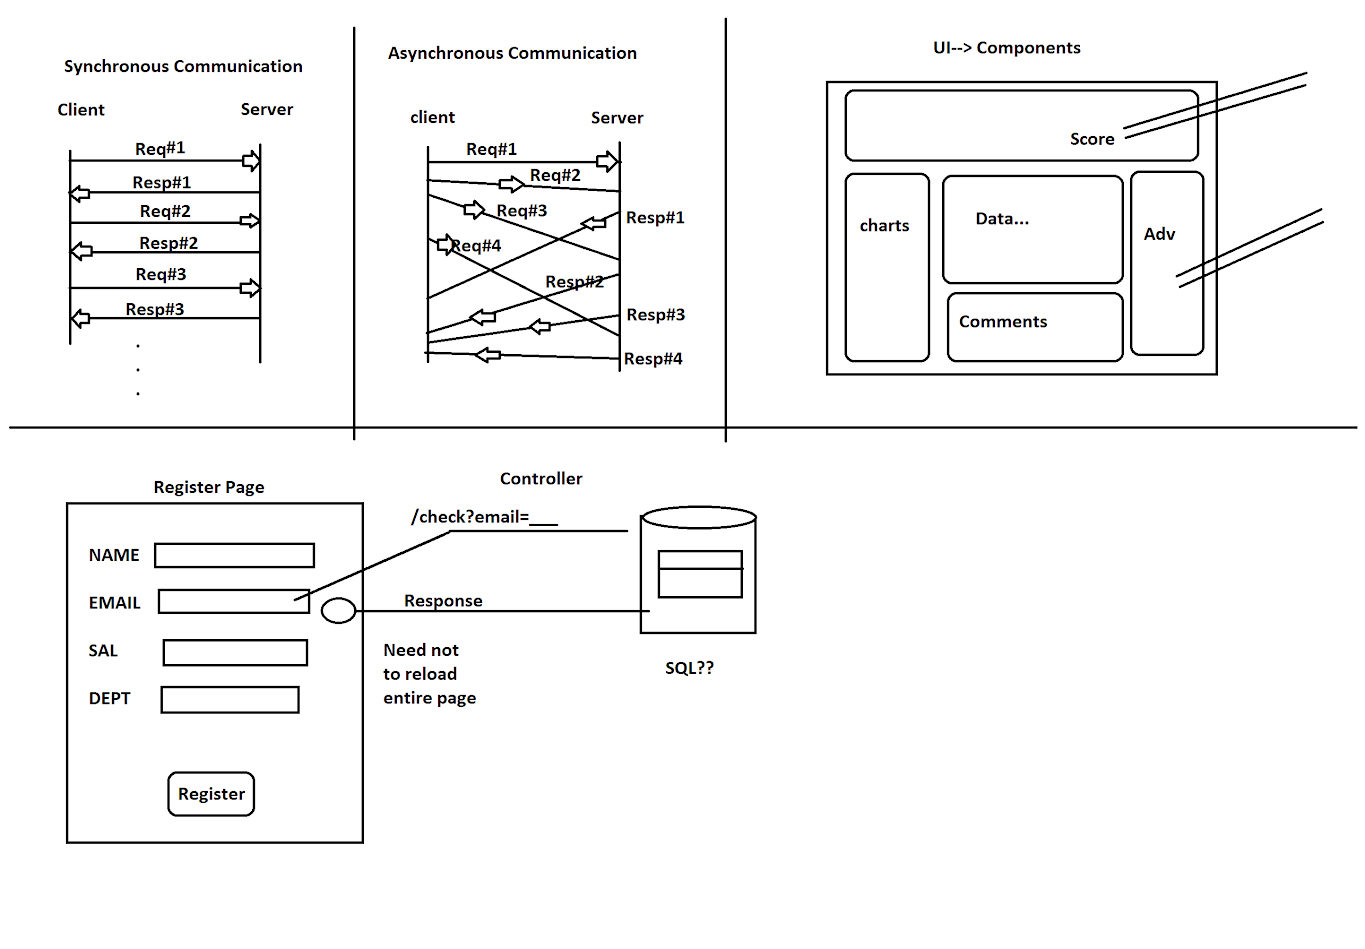 Synchronous Communication
Client
Server
Req#1
Resp#1
Req#2
Resp#2
Req#3
Resp#3
.
.
.
Asynchronous Communication
client
Server
Req#1
Req#2
Req#3
Resp#1
Req#4
Resp#2
Resp#3
Resp#4
UI--> Components
Score
charts
Data...
Adv
Comments
Register Page
NAME
EMAIL
SAL
DEPT
Register
Controller
/check?email=___
Response
Need not
to reload
entire page
SQL??